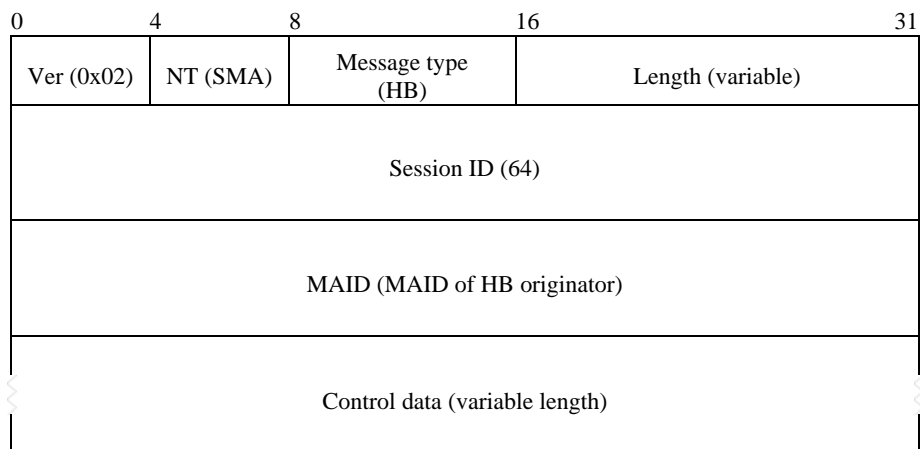 0 4 8 16 31
Ver (0x02) NT (SMA) Message type (HB) Length (variable)
Session ID (64)
MAID (MAID of HB originator)
Control data (variable length)